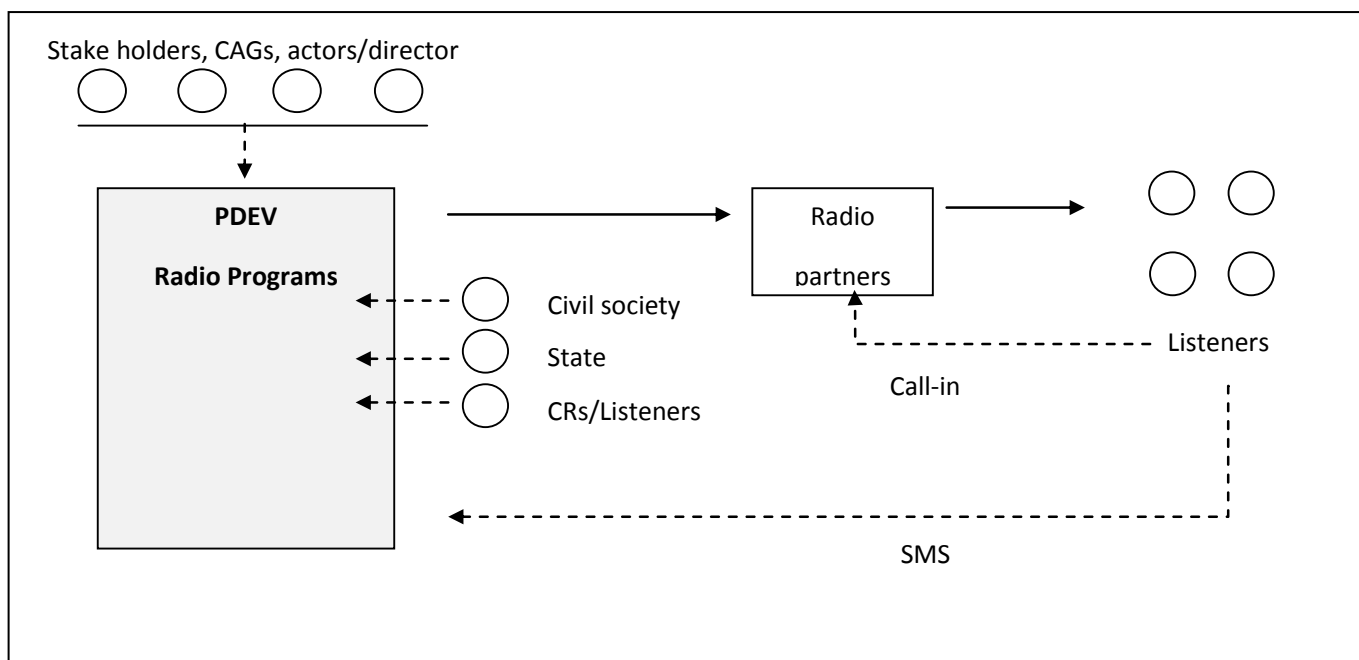 Stake holders, CAGs, actors/director
PDEV
Radio Programs
Civil society
State
CRs/Listeners
Radio
partners
Call-in
Listeners
SMS